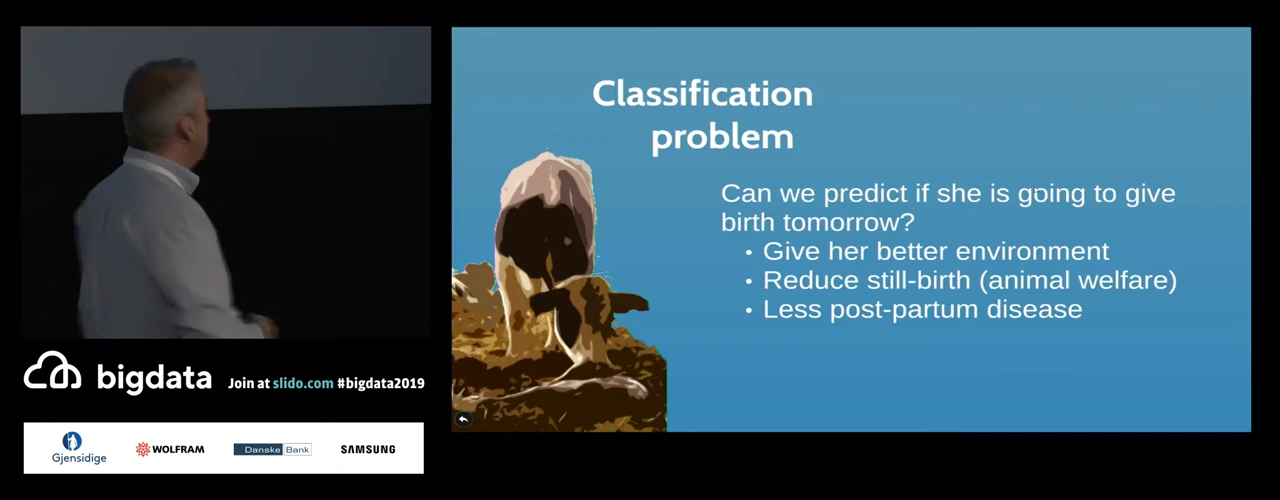 Classification
problem
Can we predict if she is going to give
birth tomorrow?
• Give her better environment
• Reduce still-birth (animal welfare)
• Less post-partum disease
bigdata
Join at slido.com #bigdata2019
Gjensidige
WOLFRAM
Danske Bank
SAMSUNG